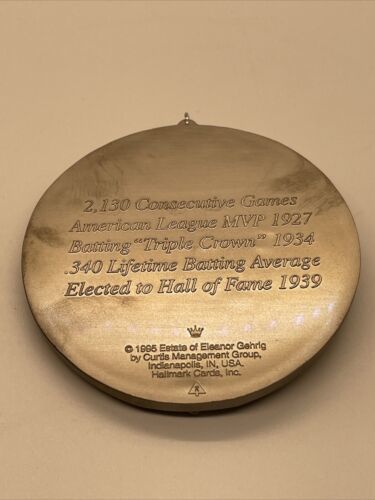 2,130 Consecutive Games
American League MVP 1927
Batting "Triple Crown" 1934
.340 Lifetime Batting Average
Elected to Hall of Fame 1939
© 1995 Estate of Eleanor Gehrig
by Curtis Management Group,
Indianapolis, IN, USA.
Hallmark Cards, Inc.